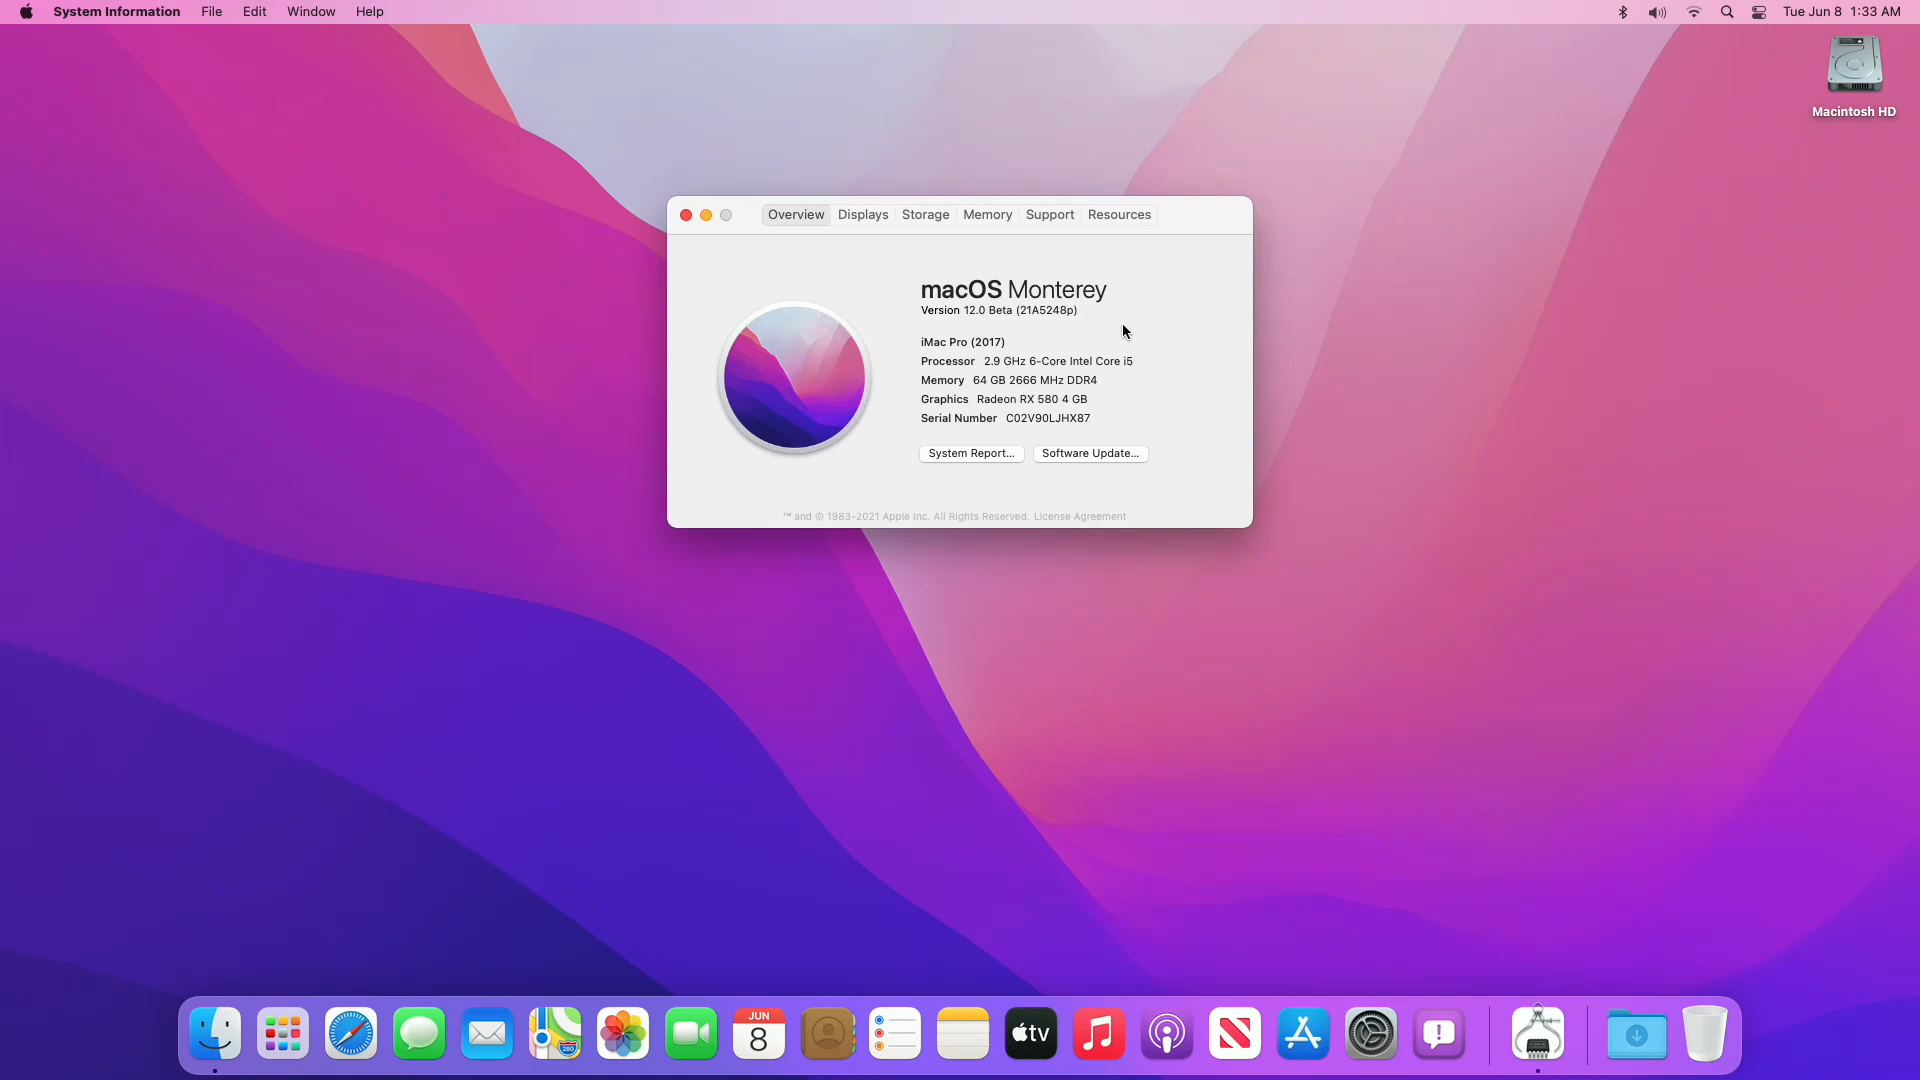 System Information File Edit Window Help
Tue Jun 8 1:33 AM
Macintosh HD
Overview Displays Storage Memory Support Resources
macOS Monterey
Version 12.0 Beta (21A5248p)
iMac Pro (2017)
Processor 2.9 GHz 6-Core Intel Core i5
Memory 64 GB 2666 MHz DDR4
Graphics Radeon RX 580 4 GB
Serial Number C02V90LJHX87
System Report... Software Update...
™ and © 1983-2021 Apple Inc. All Rights Reserved. License Agreement
280
JUN
8
tv